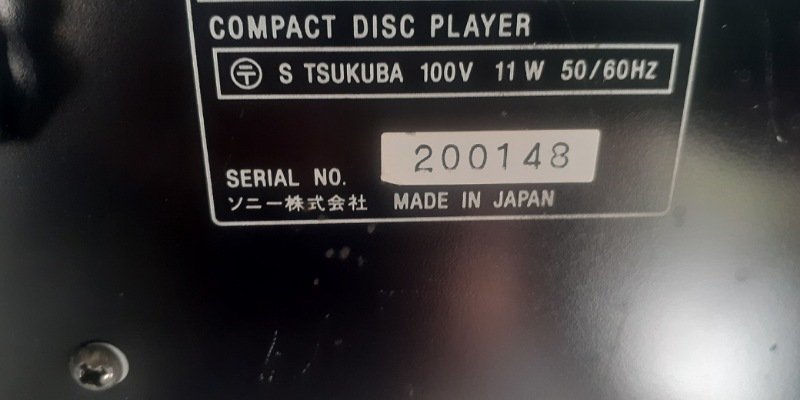 COMPACT DISC PLAYER
〶 S TSUKUBA 100V 11W 50/60Hz
SERIAL NO. 200148
ソニー株式会社 MADE IN JAPAN